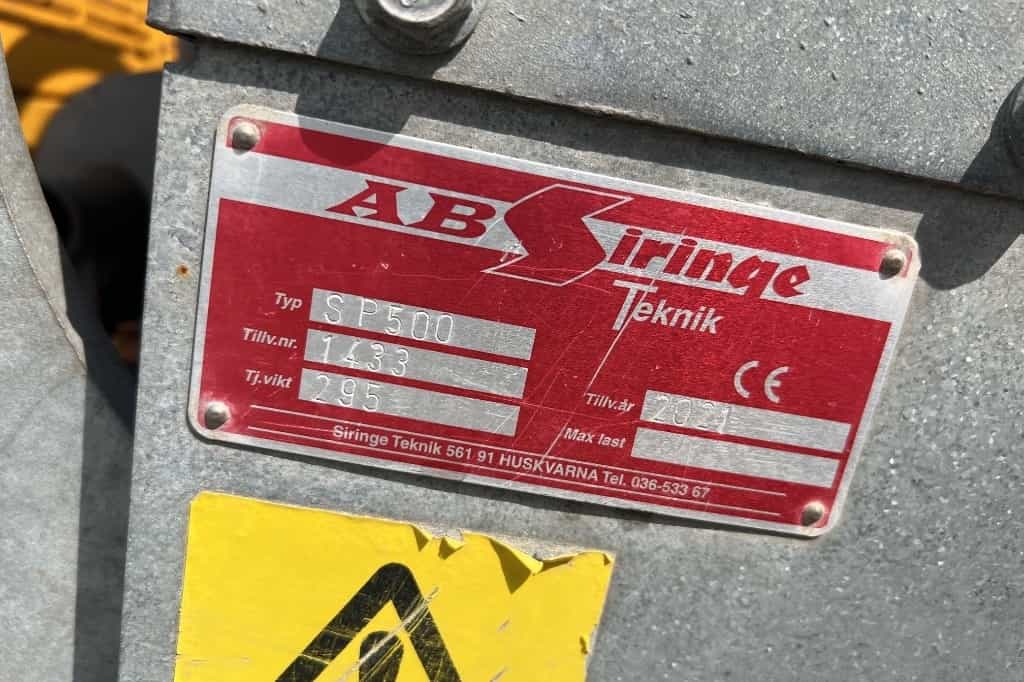 AB Siringe
Teknik
Typ SP500
Tillv.nr. 1433
Tj.vikt 295
CE
Tillv.år 2021
Max last
Siringe Teknik 561 91 HUSKVARNA Tel. 036-533 67